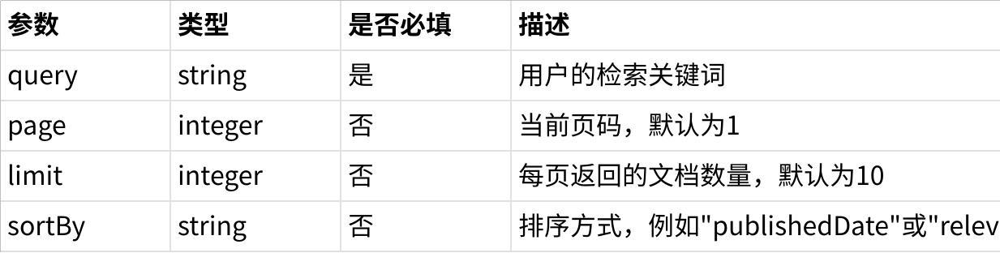 参数 类型 是否必填 描述
query string 是 用户的检索关键词
page integer 否 当前页码，默认为1
limit integer 否 每页返回的文档数量，默认为10
sortBy string 否 排序方式，例如"publishedDate"或"relev